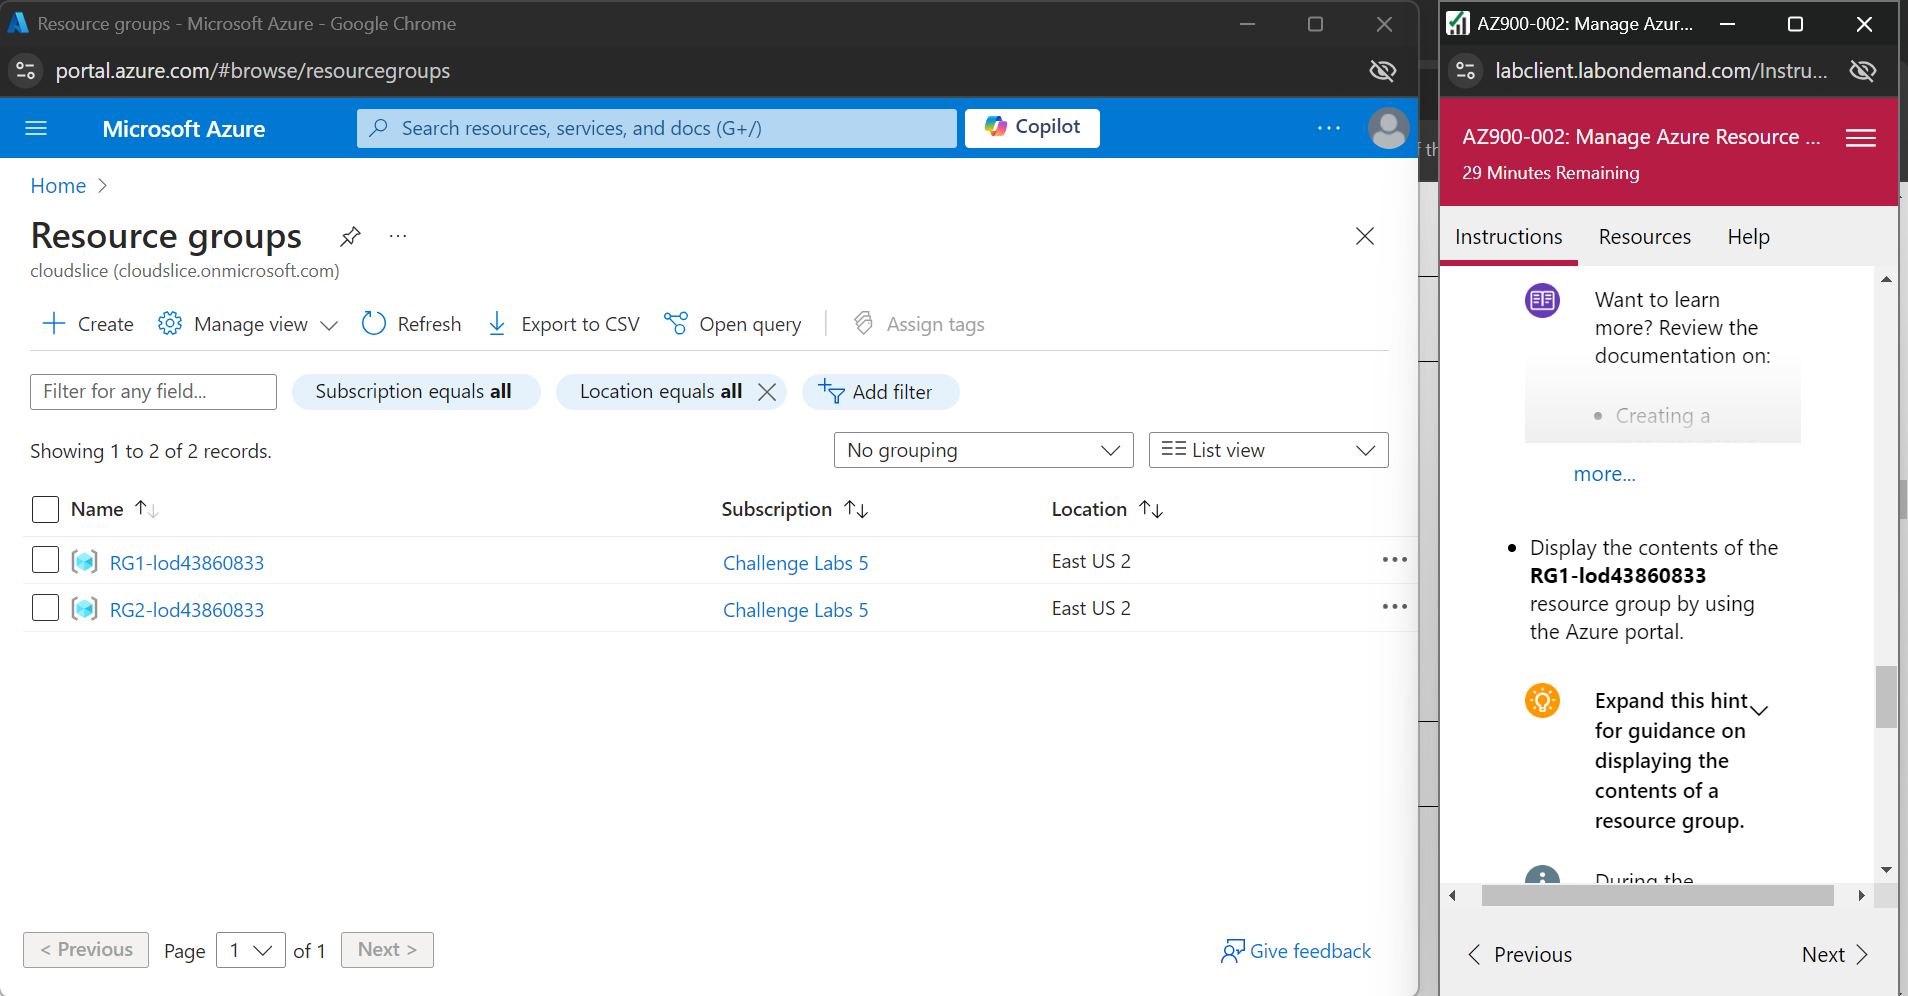 Resource groups - Microsoft Azure - Google Chrome
portal.azure.com/#browse/resourcegroups
Microsoft Azure
Search resources, services, and docs (G+/)
Copilot
Home
Resource groups
cloudslice (cloudslice.onmicrosoft.com)
Create
Manage view
Refresh
Export to CSV
Open query
Assign tags
Filter for any field...
Subscription equals all
Location equals all
Add filter
Showing 1 to 2 of 2 records.
No grouping
List view
Name
Subscription
Location
RG1-lod43860833
Challenge Labs 5
East US 2
RG2-lod43860833
Challenge Labs 5
East US 2
< Previous
Page
1
of 1
Next >
Give feedback
AZ900-002: Manage Azur...
labclient.labondemand.com/Instru...
AZ900-002: Manage Azure Resource ...
29 Minutes Remaining
Instructions
Resources
Help
Want to learn
more? Review the
documentation on:
• Creating a
more...
• Display the contents of the
RG1-lod43860833
resource group by using
the Azure portal.
Expand this hint
for guidance on
displaying the
contents of a
resource group.
During the
Previous
Next